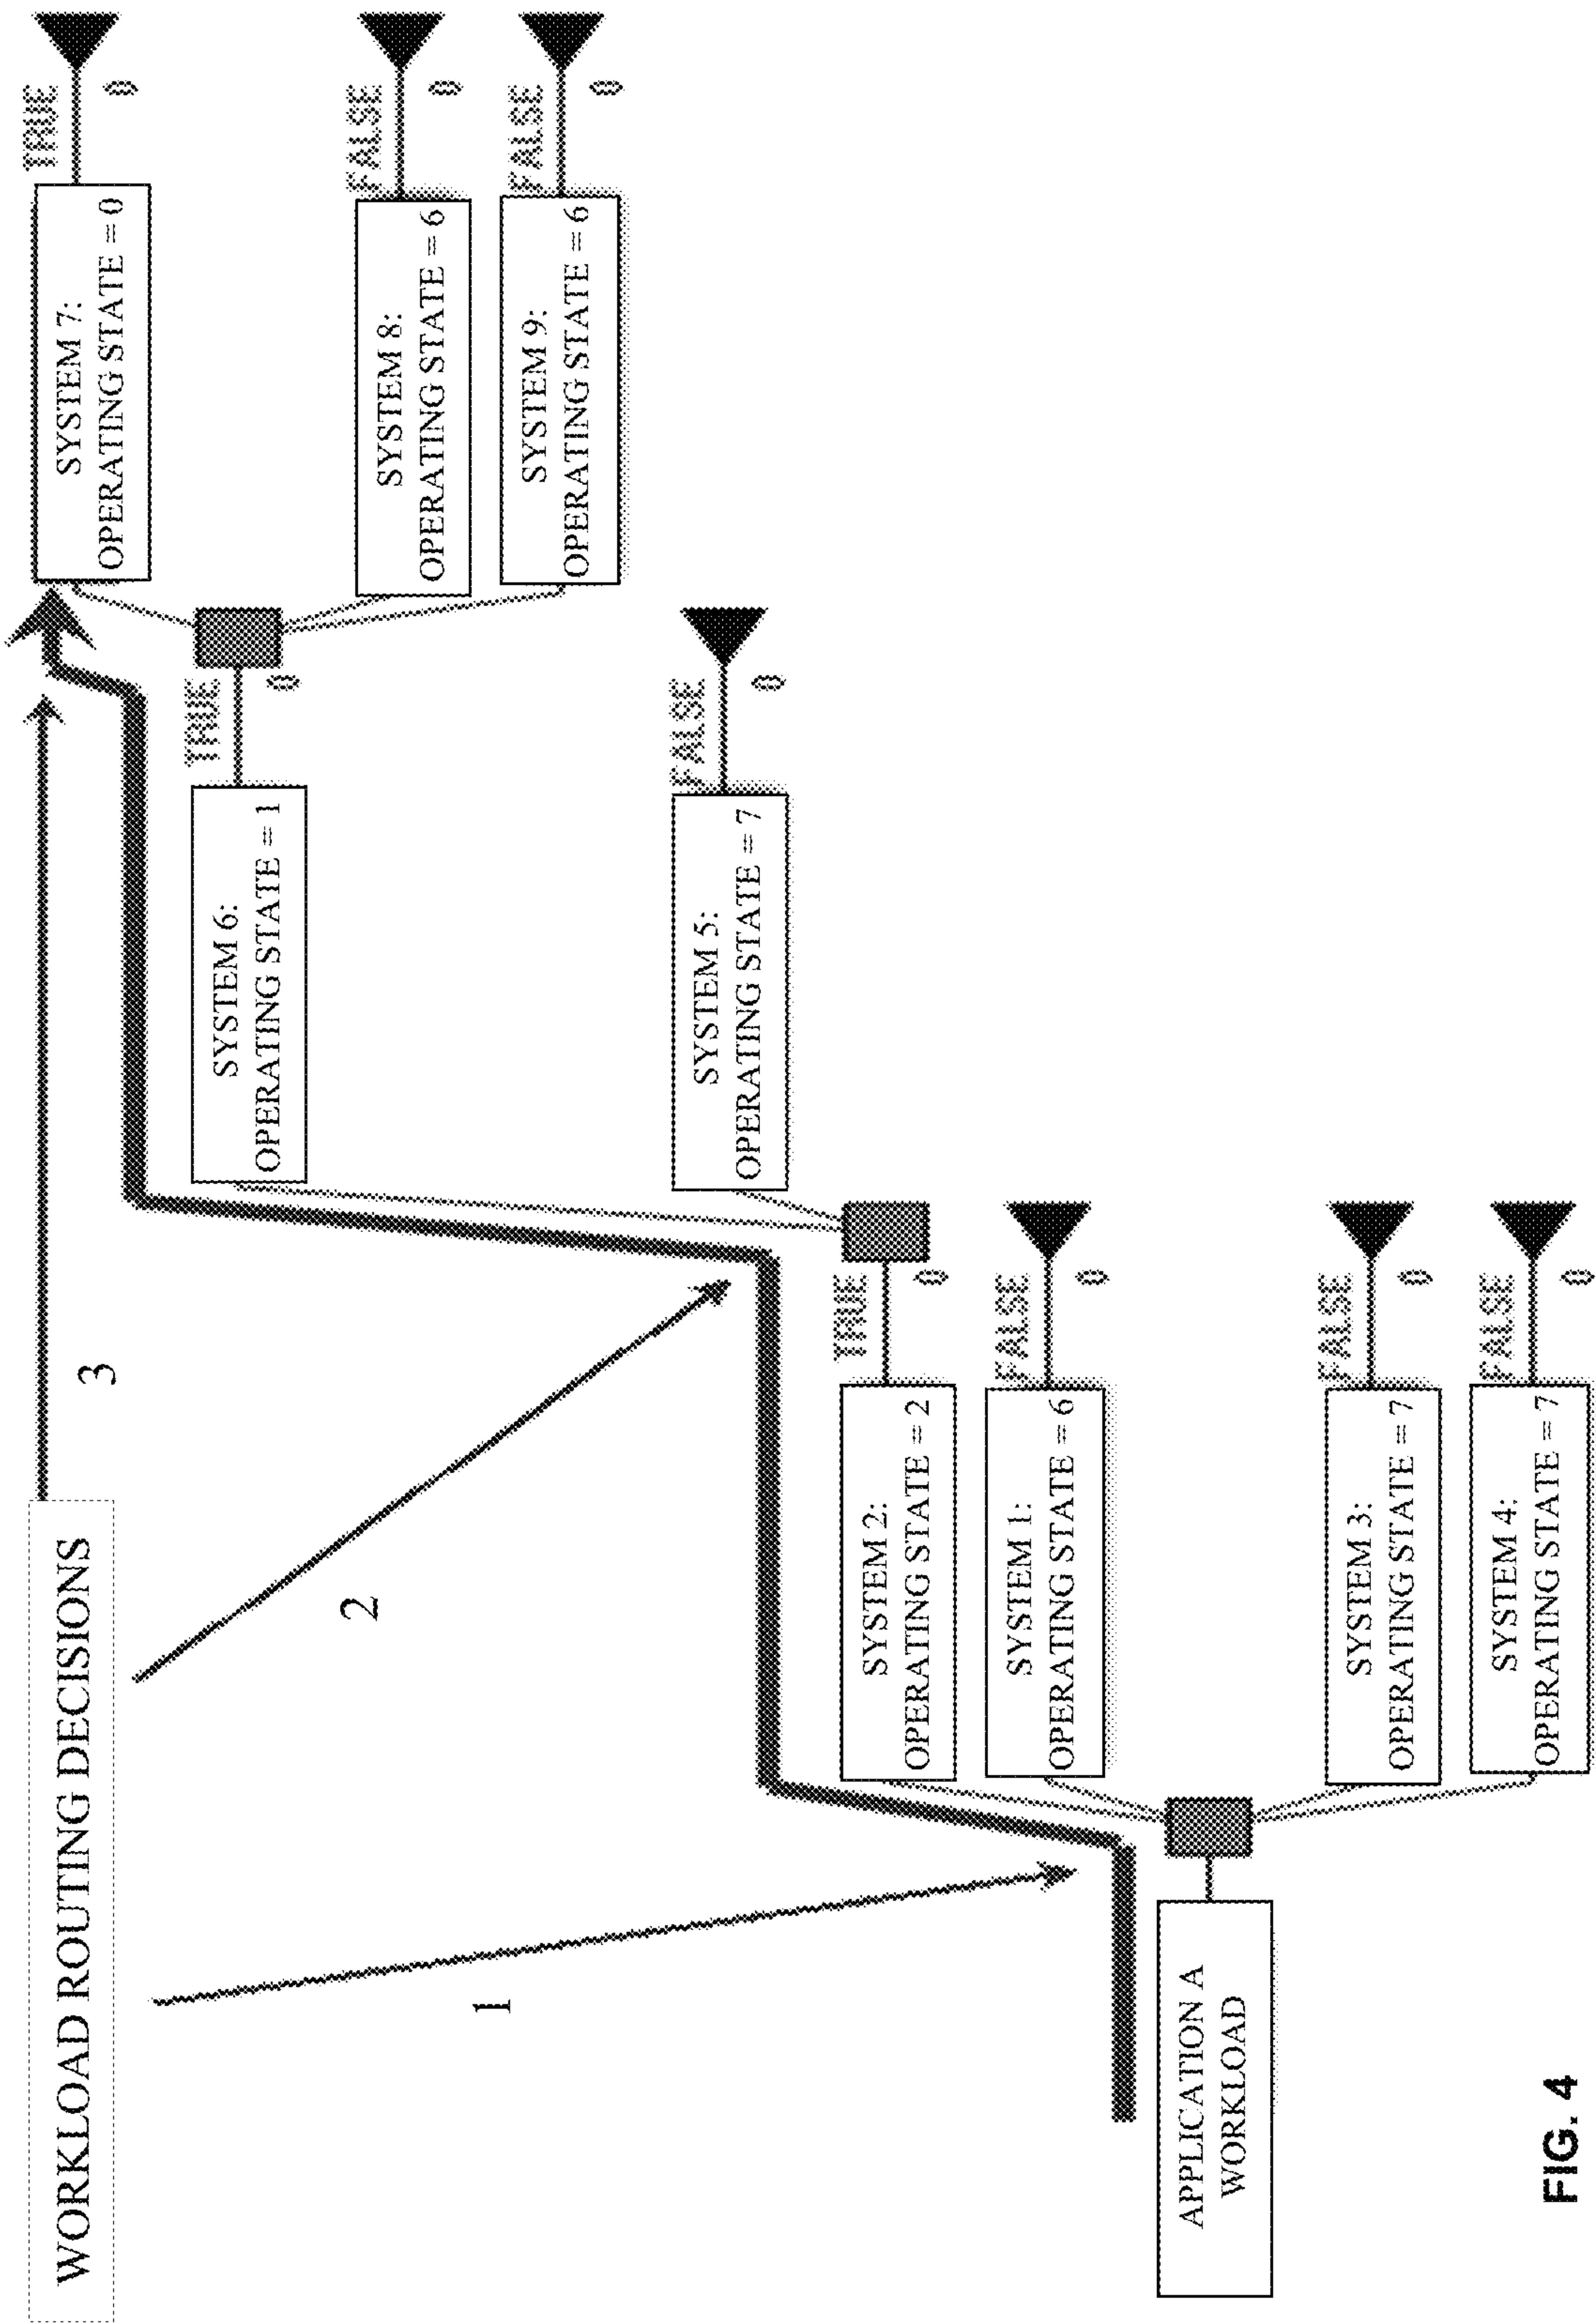 WORKLOAD ROUTING DECISIONS
1
2
3
APPLICATION A
WORKLOAD
SYSTEM 2:
OPERATING STATE = 2
TRUE
0
SYSTEM 1:
OPERATING STATE = 6
FALSE
0
SYSTEM 3:
OPERATING STATE = 7
FALSE
0
SYSTEM 4:
OPERATING STATE = 7
FALSE
0
SYSTEM 6:
OPERATING STATE = 1
TRUE
0
SYSTEM 5:
OPERATING STATE = 7
FALSE
0
SYSTEM 7:
OPERATING STATE = 0
TRUE
0
SYSTEM 8:
OPERATING STATE = 6
FALSE
0
SYSTEM 9:
OPERATING STATE = 6
FALSE
0
FIG. 4